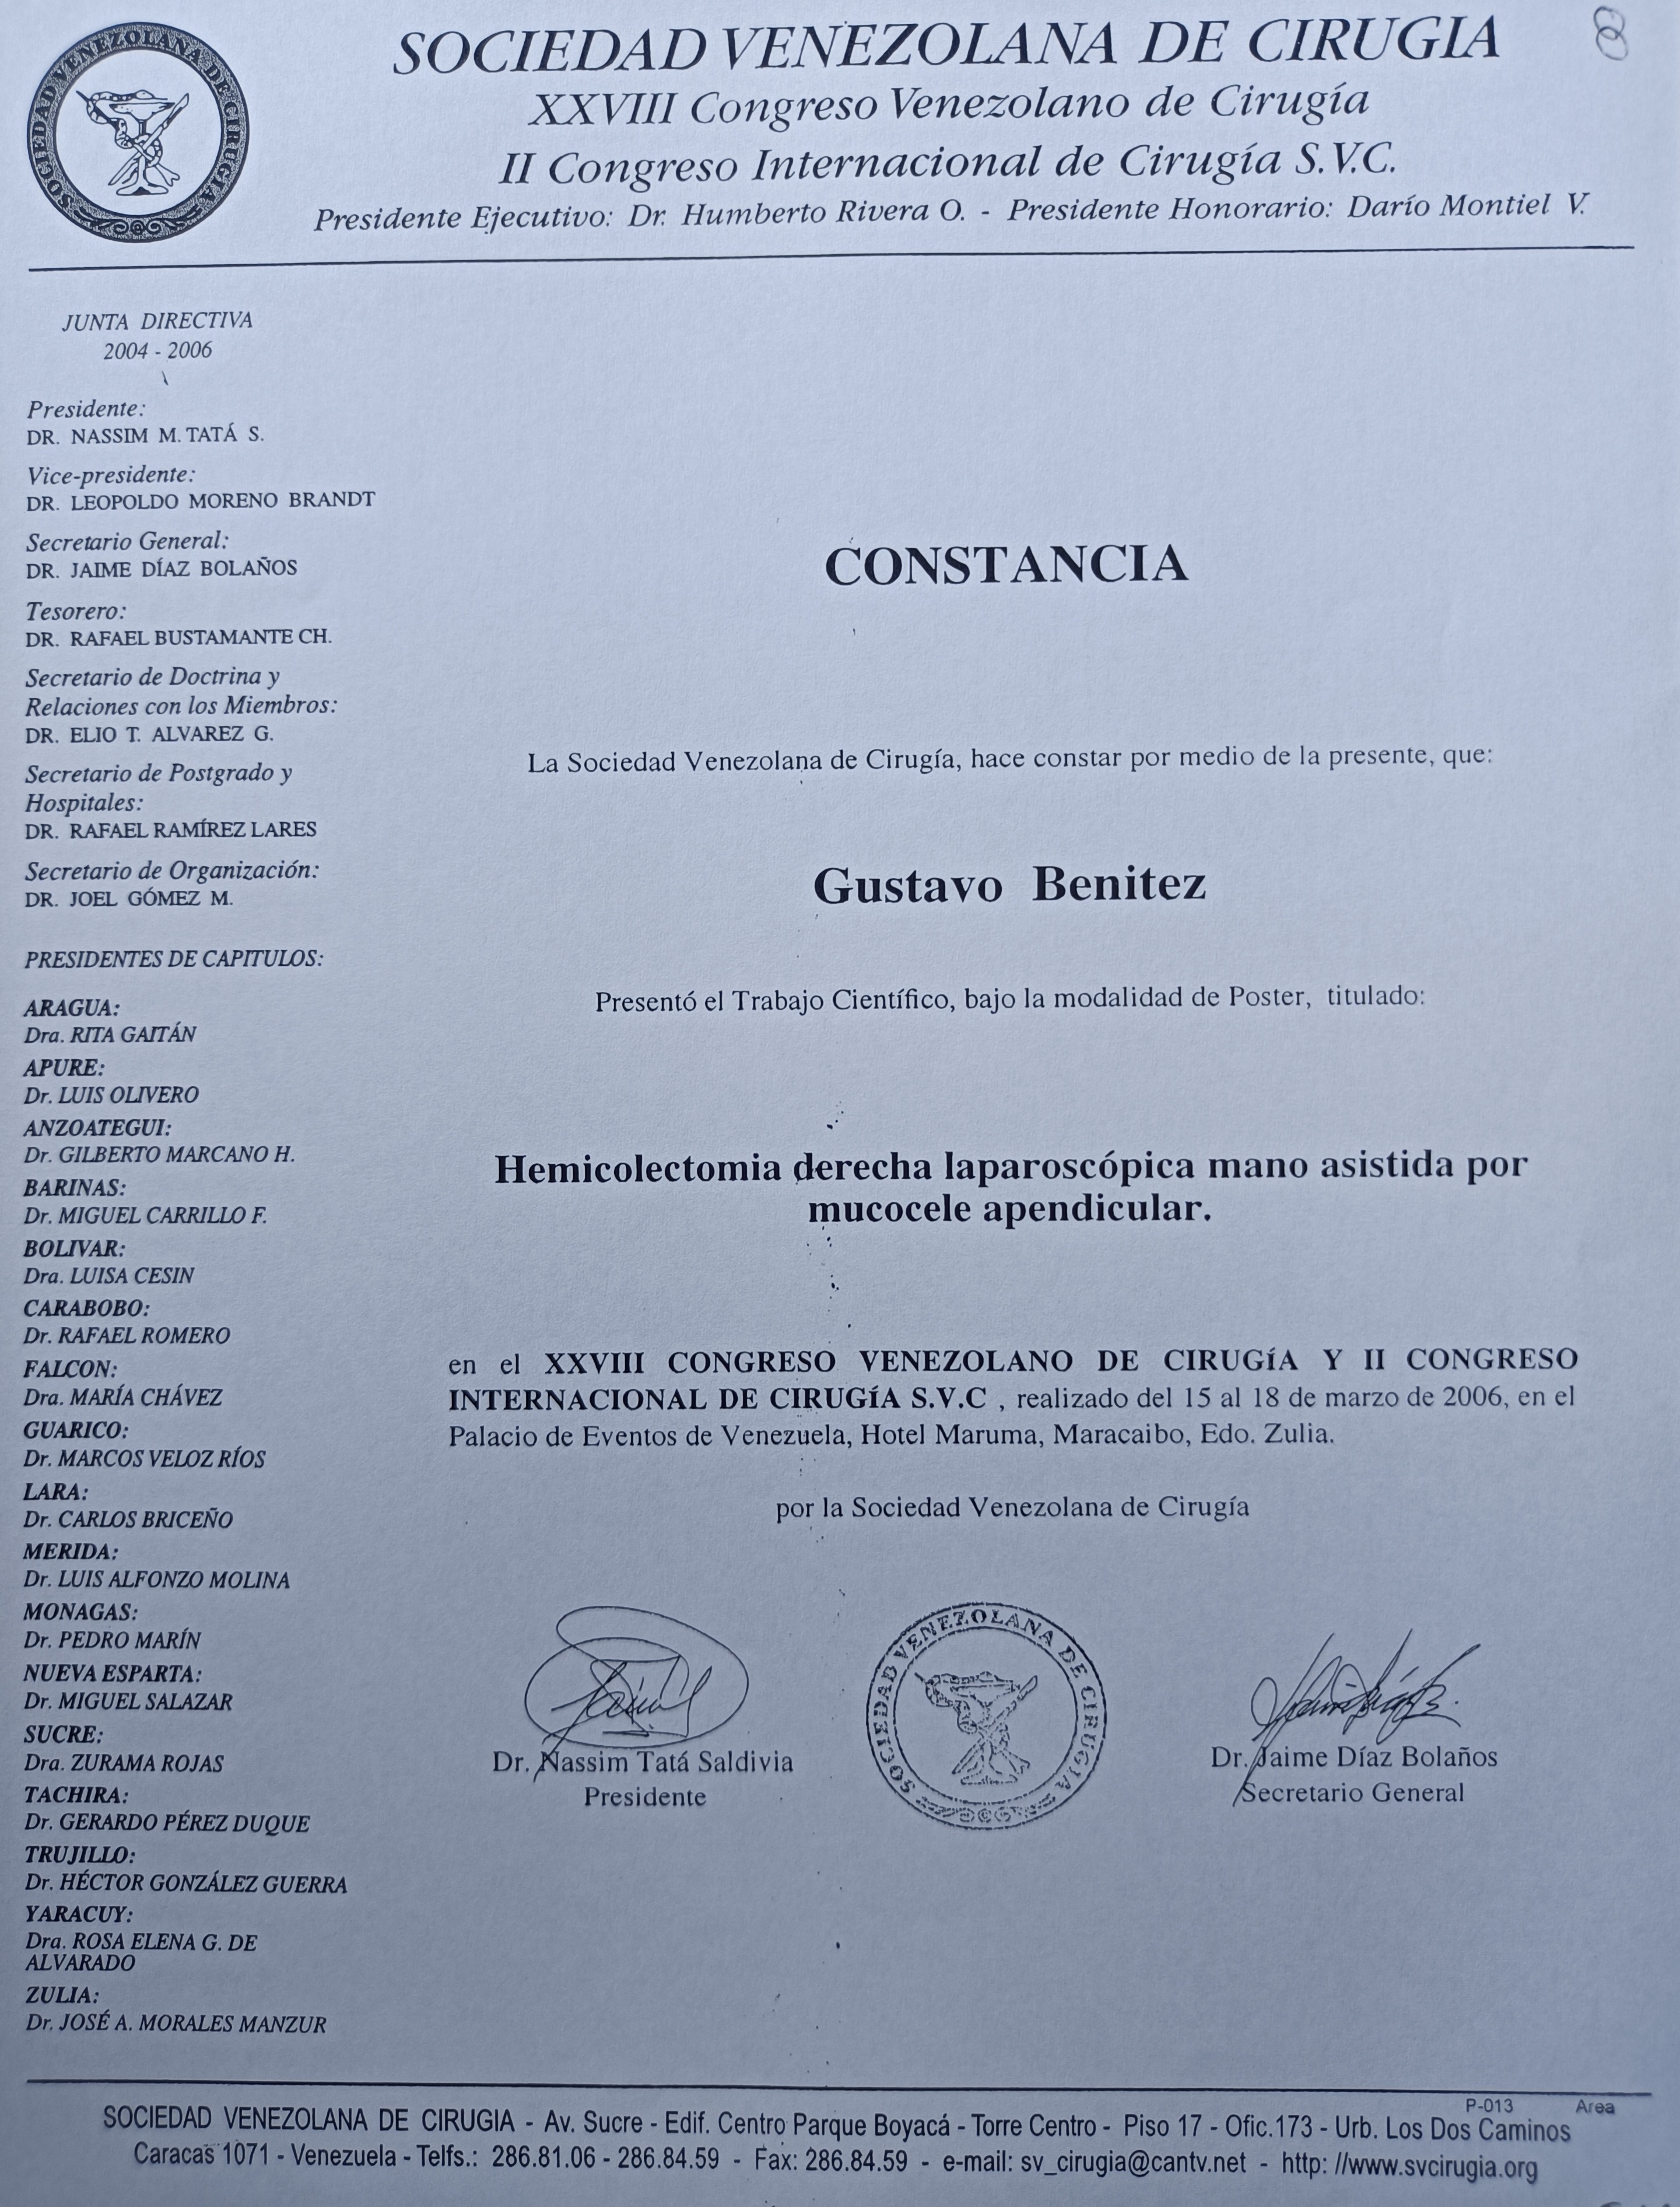 SOCIEDAD VENEZOLANA DE CIRUGIA
SOCIEDAD VENEZOLANA DE CIRUGIA
8
XXVIII Congreso Venezolano de Cirugía
II Congreso Internacional de Cirugía S.V.C.
Presidente Ejecutivo: Dr. Humberto Rivera O. - Presidente Honorario: Darío Montiel V.
JUNTA DIRECTIVA
2004 - 2006
Presidente:
DR. NASSIM M. TATÁ S.
Vice-presidente:
DR. LEOPOLDO MORENO BRANDT
Secretario General:
DR. JAIME DÍAZ BOLAÑOS
Tesorero:
DR. RAFAEL BUSTAMANTE CH.
Secretario de Doctrina y
Relaciones con los Miembros:
DR. ELIO T. ALVAREZ G.
Secretario de Postgrado y
Hospitales:
DR. RAFAEL RAMÍREZ LARES
Secretario de Organización:
DR. JOEL GÓMEZ M.
PRESIDENTES DE CAPITULOS:
ARAGUA:
Dra. RITA GAITÁN
APURE:
Dr. LUIS OLIVERO
ANZOATEGUI:
Dr. GILBERTO MARCANO H.
BARINAS:
Dr. MIGUEL CARRILLO F.
BOLIVAR:
Dra. LUISA CESIN
CARABOBO:
Dr. RAFAEL ROMERO
FALCON:
Dra. MARÍA CHÁVEZ
GUARICO:
Dr. MARCOS VELOZ RÍOS
LARA:
Dr. CARLOS BRICEÑO
MERIDA:
Dr. LUIS ALFONZO MOLINA
MONAGAS:
Dr. PEDRO MARÍN
NUEVA ESPARTA:
Dr. MIGUEL SALAZAR
SUCRE:
Dra. ZURAMA ROJAS
TACHIRA:
Dr. GERARDO PÉREZ DUQUE
TRUJILLO:
Dr. HÉCTOR GONZÁLEZ GUERRA
YARACUY:
Dra. ROSA ELENA G. DE
ALVARADO
ZULIA:
Dr. JOSÉ A. MORALES MANZUR
CONSTANCIA
La Sociedad Venezolana de Cirugía, hace constar por medio de la presente, que:
Gustavo Benitez
Presentó el Trabajo Científico, bajo la modalidad de Poster, titulado:
Hemicolectomia derecha laparoscópica mano asistida por
mucocele apendicular.
en el XXVIII CONGRESO VENEZOLANO DE CIRUGíA Y II CONGRESO
INTERNACIONAL DE CIRUGíA S.V.C , realizado del 15 al 18 de marzo de 2006, en el
Palacio de Eventos de Venezuela, Hotel Maruma, Maracaibo, Edo. Zulia.
por la Sociedad Venezolana de Cirugía
Dr. Nassim Tatá Saldivia
Presidente
SOCIEDAD VENEZOLANA DE CIRUGIA
Dr. Jaime Díaz Bolaños
Secretario General
P-013 Area
SOCIEDAD VENEZOLANA DE CIRUGIA - Av. Sucre - Edif. Centro Parque Boyacá - Torre Centro - Piso 17 - Ofic.173 - Urb. Los Dos Caminos
Caracas 1071 - Venezuela - Telfs.: 286.81.06 - 286.84.59 - Fax: 286.84.59 - e-mail: sv_cirugia@cantv.net - http: //www.svcirugia.org